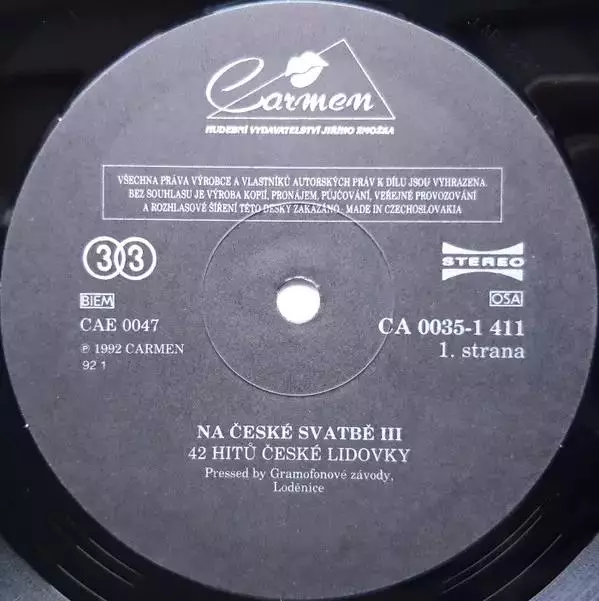 Carmen
HUDEBNÍ VYDAVATELSTVÍ JIŘÍHO ZMOŽKA
VŠECHNA PRÁVA VÝROBCE A VLASTNÍKŮ AUTORSKÝCH PRÁV K DÍLU JSOU VYHRAZENA.
BEZ SOUHLASU JE VÝROBA KOPIÍ, PRONÁJEM, PŮJČOVÁNÍ, VEŘEJNÉ PROVOZOVÁNÍ
A ROZHLASOVÉ ŠÍŘENÍ TÉTO DESKY ZAKÁZÁNO - MADE IN CZECHOSLOVAKIA
33
STEREO
BIEM
OSA
CAE 0047
CA 0035-1 411
℗ 1992 CARMEN
1. strana
92 1
NA ČESKÉ SVATBĚ III
42 HITŮ ČESKÉ LIDOVKY
Pressed by Gramofonové závody,
Loděnice